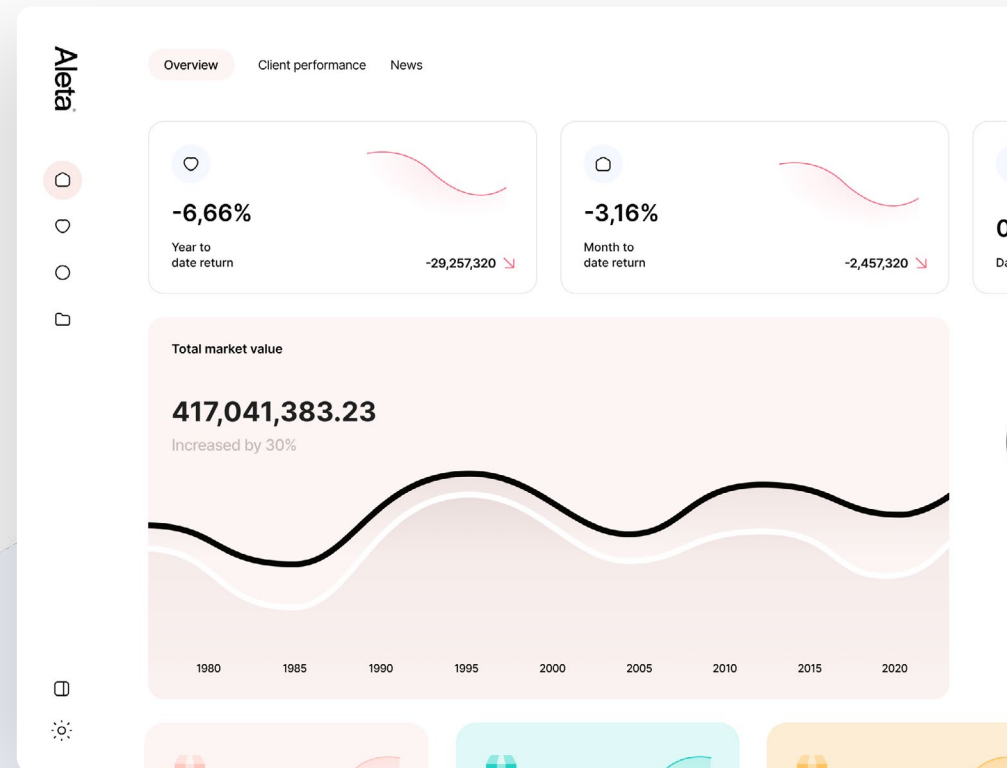 Aleta
Overview
Client performance
News
-6,66%
Year to
date return
-29,257,320
-3,16%
Month to
date return
-2,457,320
Total market value
417,041,383.23
Increased by 30%
1980
1985
1990
1995
2000
2005
2010
2015
2020